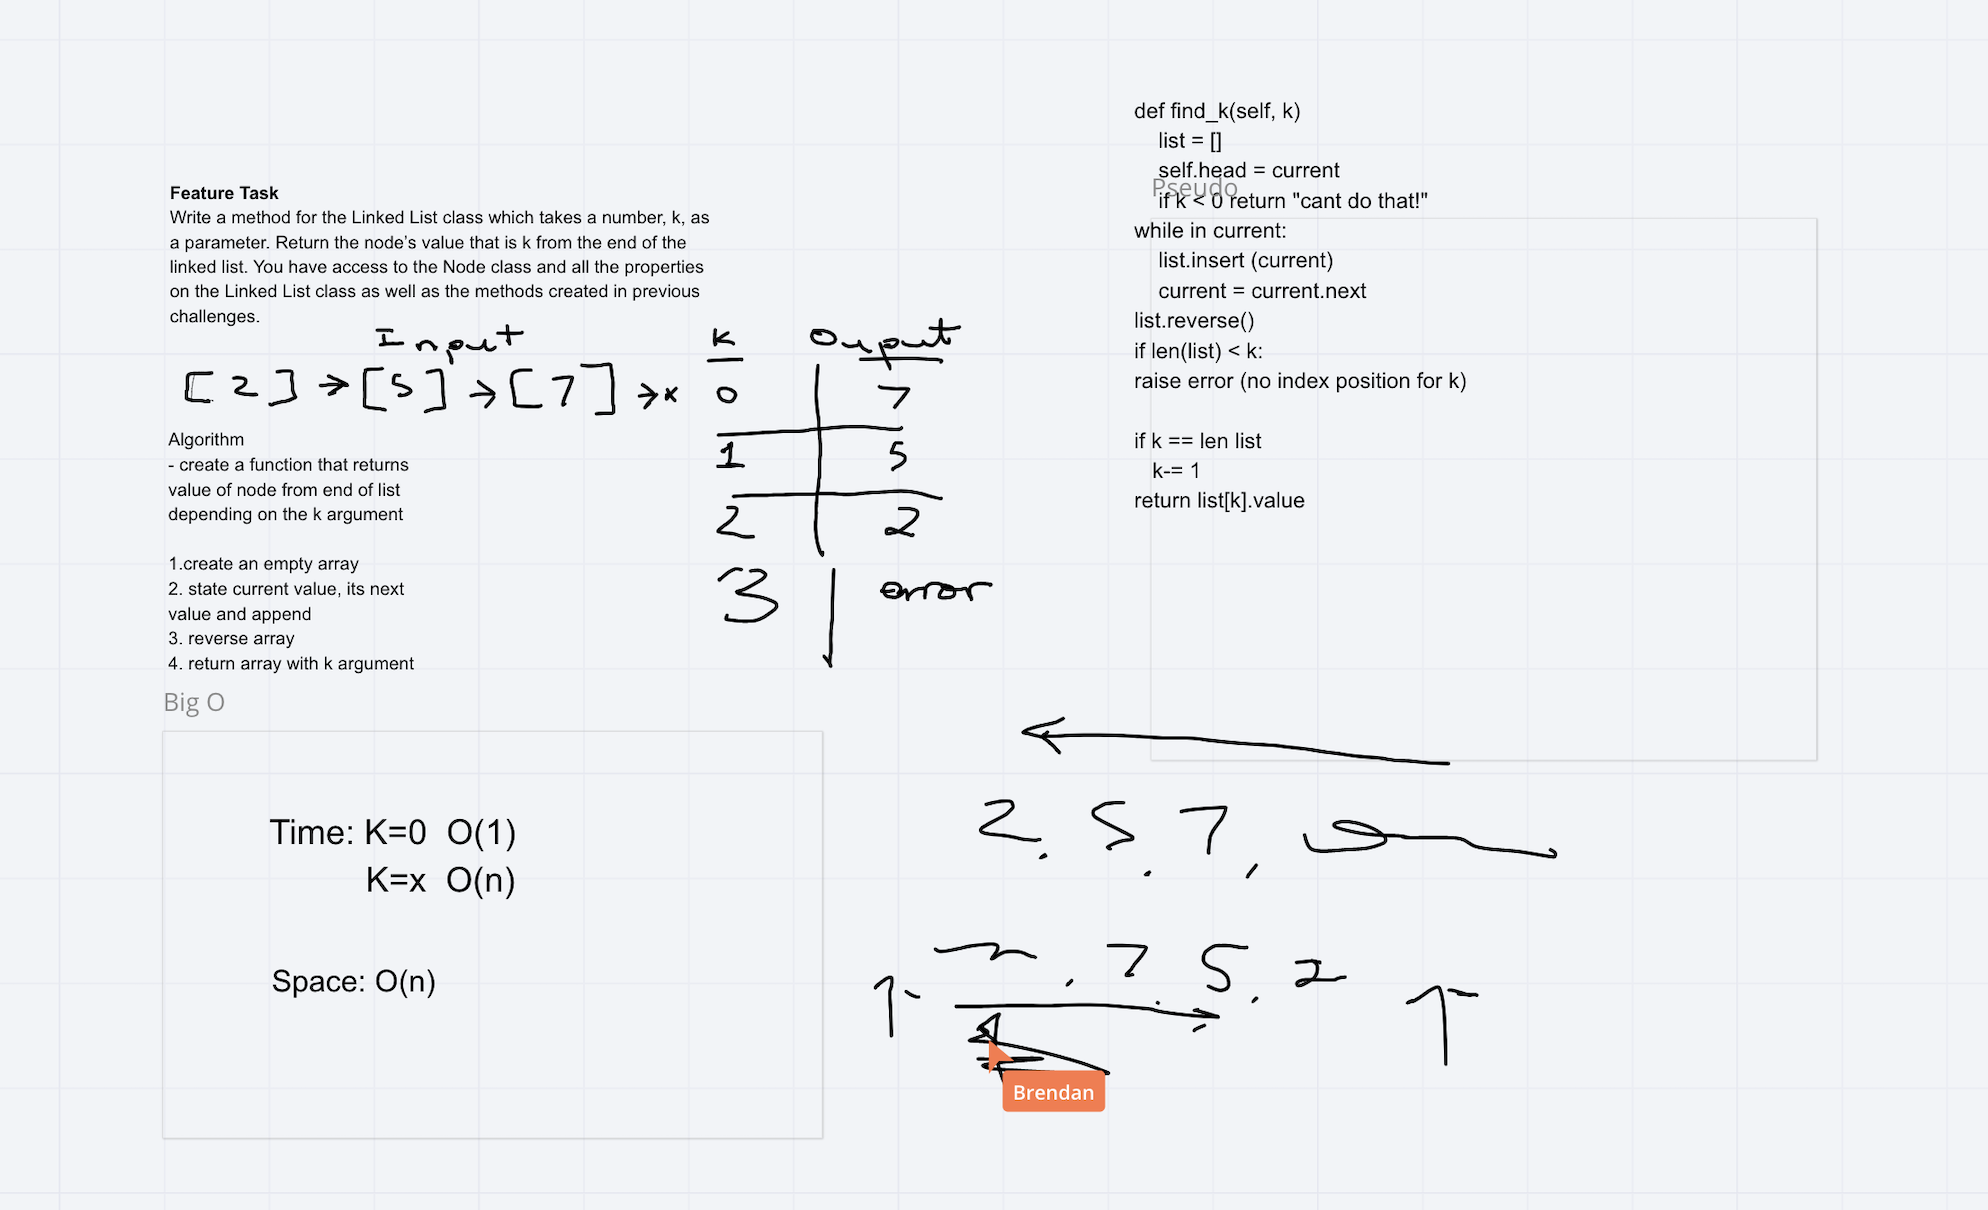 Feature Task
Write a method for the Linked List class which takes a number, k, as
a parameter. Return the node's value that is k from the end of the
linked list. You have access to the Node class and all the properties
on the Linked List class as well as the methods created in previous
challenges.
Input
[2] → [5] → [7] → x
K Ouput
0 7
1 5
2 2
3 error
Algorithm
- create a function that returns
value of node from end of list
depending on the k argument
1.create an empty array
2. state current value, its next
value and append
3. reverse array
4. return array with k argument
Big O
Time: K=0 O(1)
K=x O(n)
Space: O(n)
Pseudo
def find_k(self, k)
list = []
self.head = current
if k < 0 return "cant do that!"
while in current:
list.insert (current)
current = current.next
list.reverse()
if len(list) < k:
raise error (no index position for k)
if k == len list
k-= 1
return list[k].value
2, 5, 7,
, 7, 5, 2
Brendan